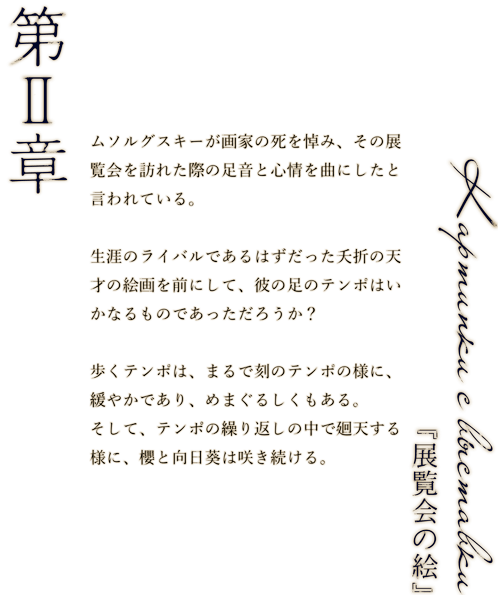 第Ⅱ章
ムソルグスキーが画家の死を悼み、その展
覧会を訪れた際の足音と心情を曲にしたと
言われている。
生涯のライバルであるはずだった夭折の天
才の絵画を前にして、彼の足のテンポはい
かなるものであっただろうか？
歩くテンポは、まるで刻のテンポの様に、
緩やかであり、めまぐるしくもある。
そして、テンポの繰り返しの中で廻天する
様に、櫻と向日葵は咲き続ける。
Картинки с выставки
『展覧会の絵』